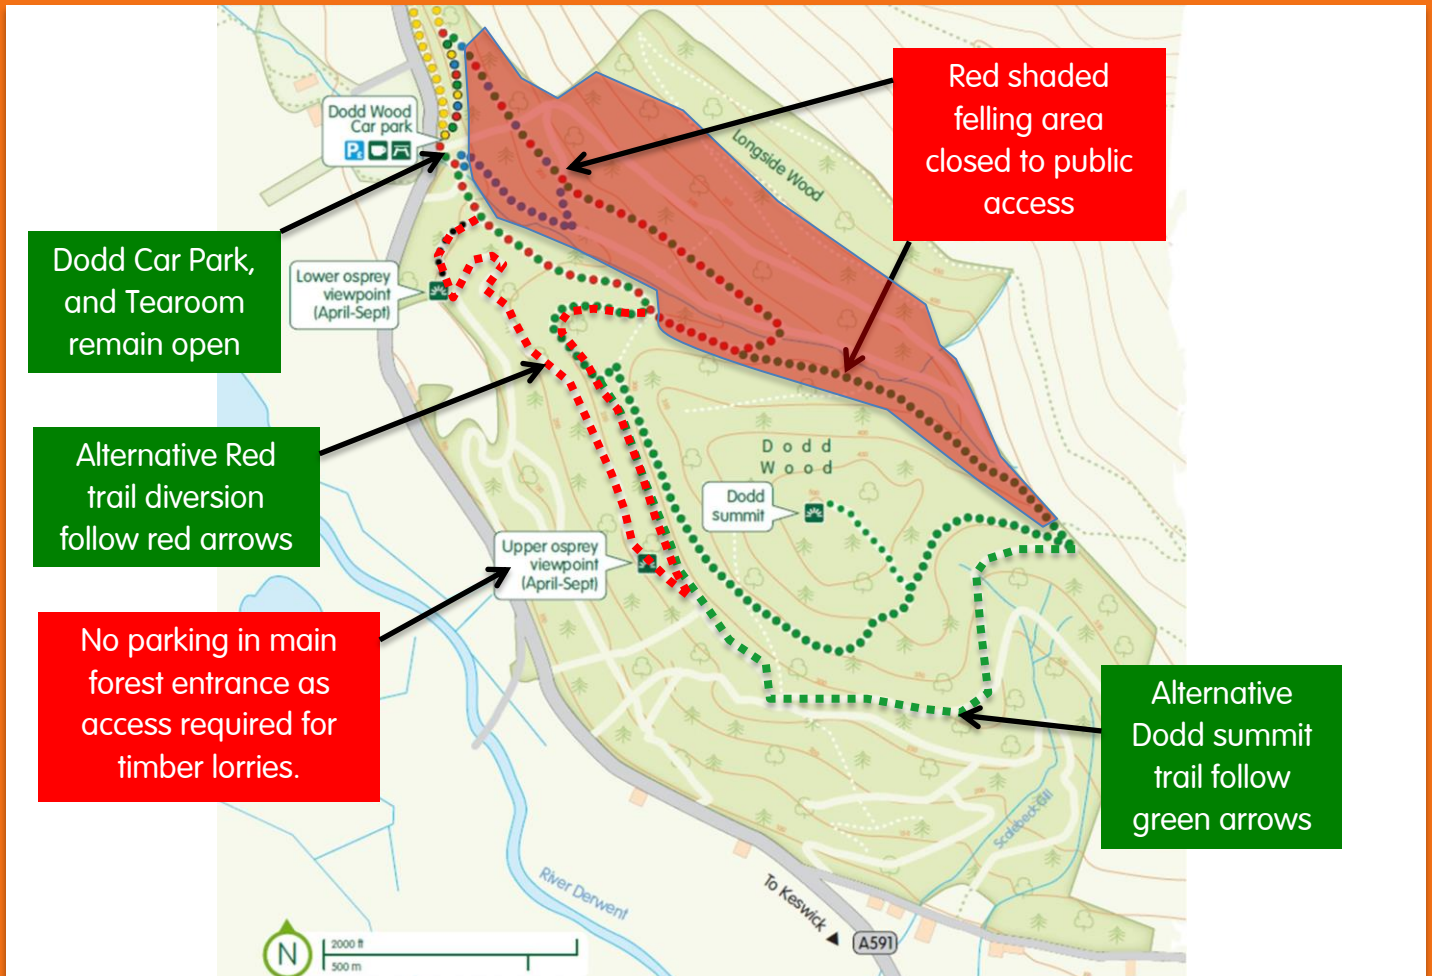 Dodd Wood
Car park
P£
Red shaded
felling area
closed to public
access
Longside Wood
Dodd Car Park,
and Tearoom
remain open
Lower osprey
viewpoint
(April-Sept)
Alternative Red
trail diversion
follow red arrows
Dodd
Wood
Dodd
summit
Upper osprey
viewpoint
(April-Sept)
No parking in main
forest entrance as
access required for
timber lorries.
Alternative
Dodd summit
trail follow
green arrows
Scalebeck Gill
River Derwent
To Keswick
A591
N
2000 ft
500 m